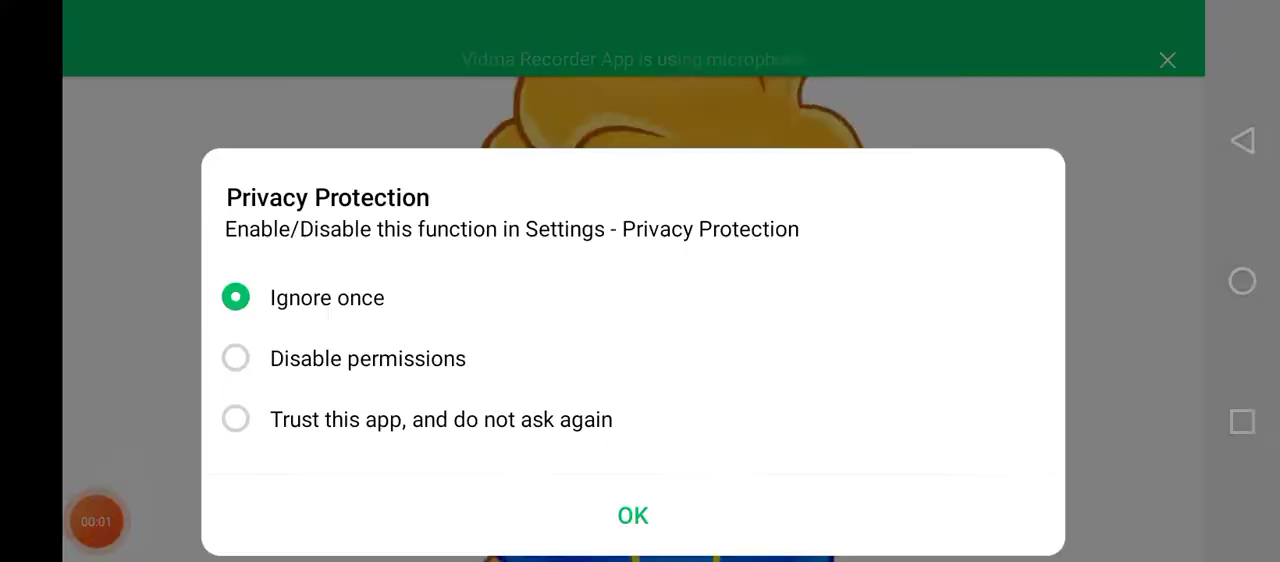 Vidma Recorder App is using microphone
Privacy Protection
Enable/Disable this function in Settings - Privacy Protection
Ignore once
Disable permissions
Trust this app, and do not ask again
OK
00:01